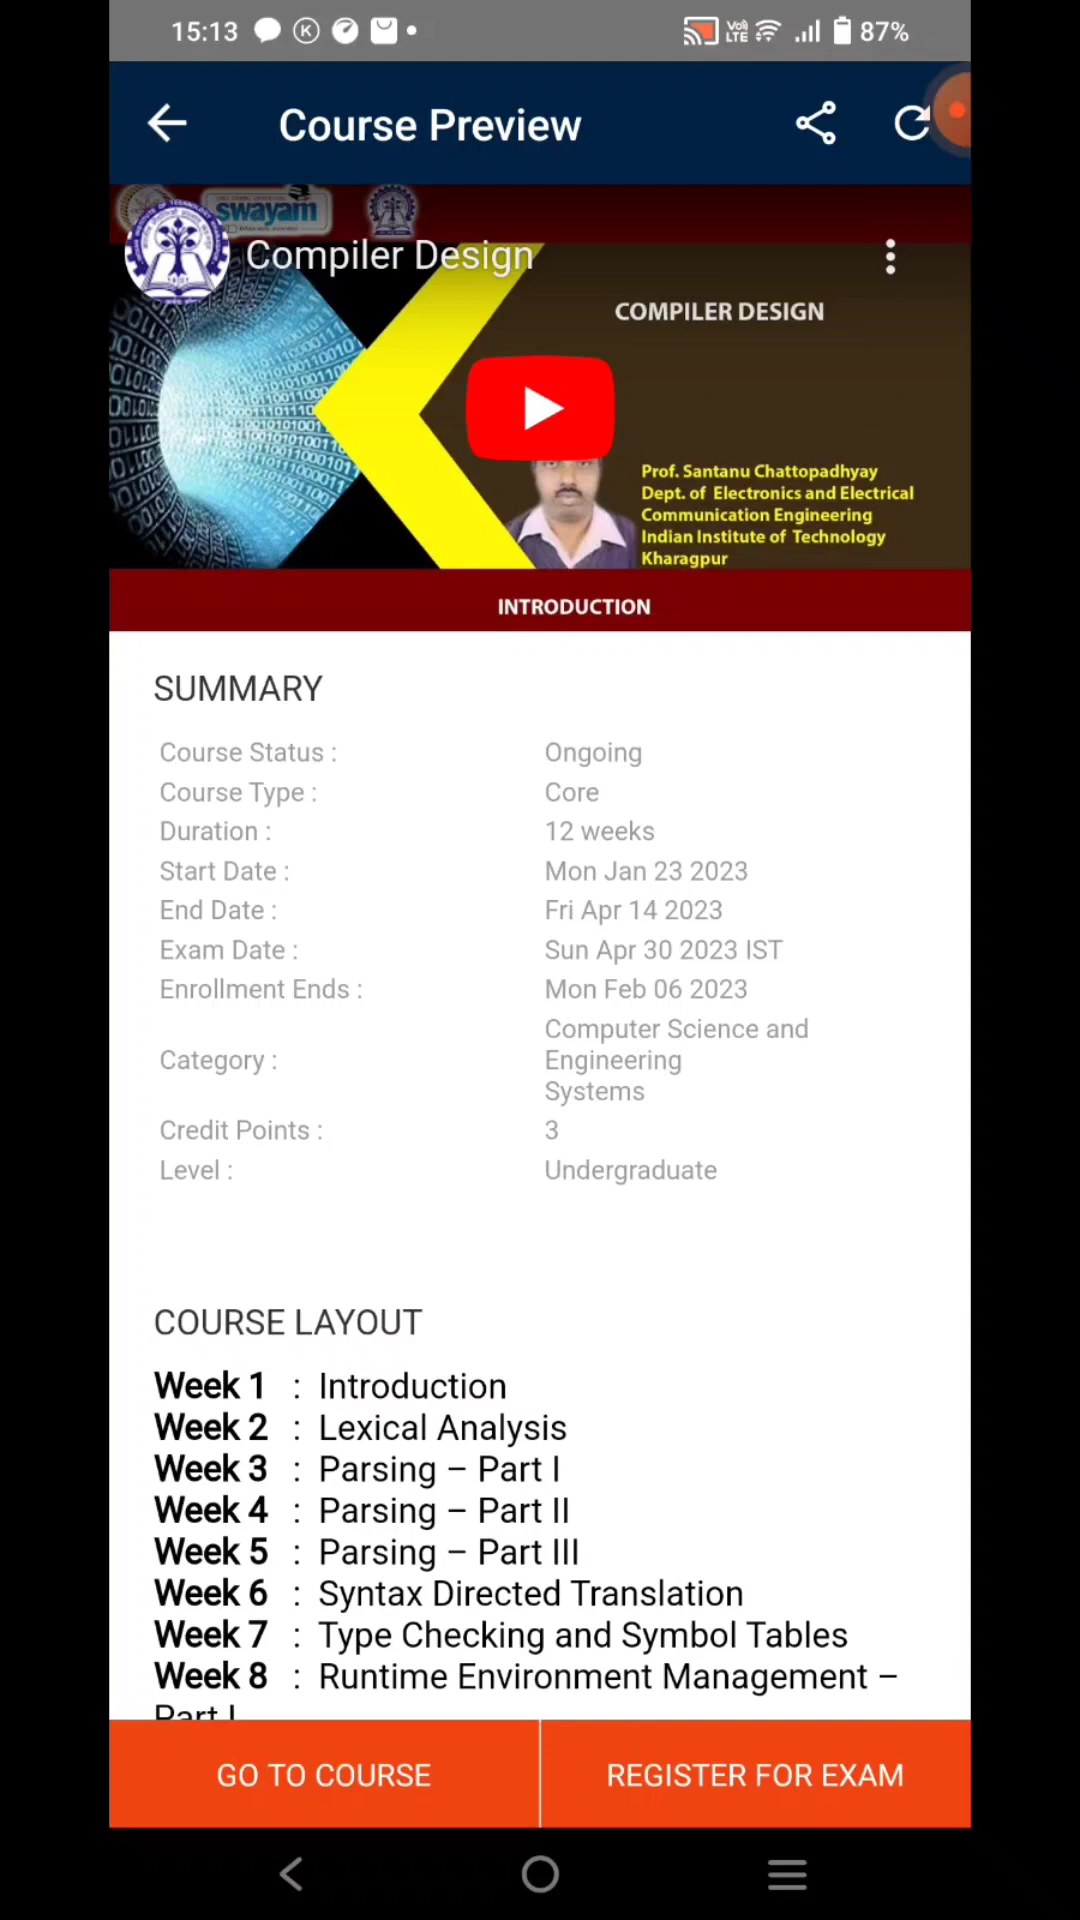 15:13
VoI LTE
87%
Course Preview
swayam
Compiler Design
COMPILER DESIGN
Prof. Santanu Chattopadhyay
Dept. of Electronics and Electrical
Communication Engineering
Indian Institute of Technology
Kharagpur
INTRODUCTION
SUMMARY
Course Status : Ongoing
Course Type : Core
Duration : 12 weeks
Start Date : Mon Jan 23 2023
End Date : Fri Apr 14 2023
Exam Date : Sun Apr 30 2023 IST
Enrollment Ends : Mon Feb 06 2023
Category : Computer Science and
Engineering
Systems
Credit Points : 3
Level : Undergraduate
COURSE LAYOUT
Week 1 : Introduction
Week 2 : Lexical Analysis
Week 3 : Parsing – Part I
Week 4 : Parsing – Part II
Week 5 : Parsing – Part III
Week 6 : Syntax Directed Translation
Week 7 : Type Checking and Symbol Tables
Week 8 : Runtime Environment Management –
Part I
GO TO COURSE
REGISTER FOR EXAM